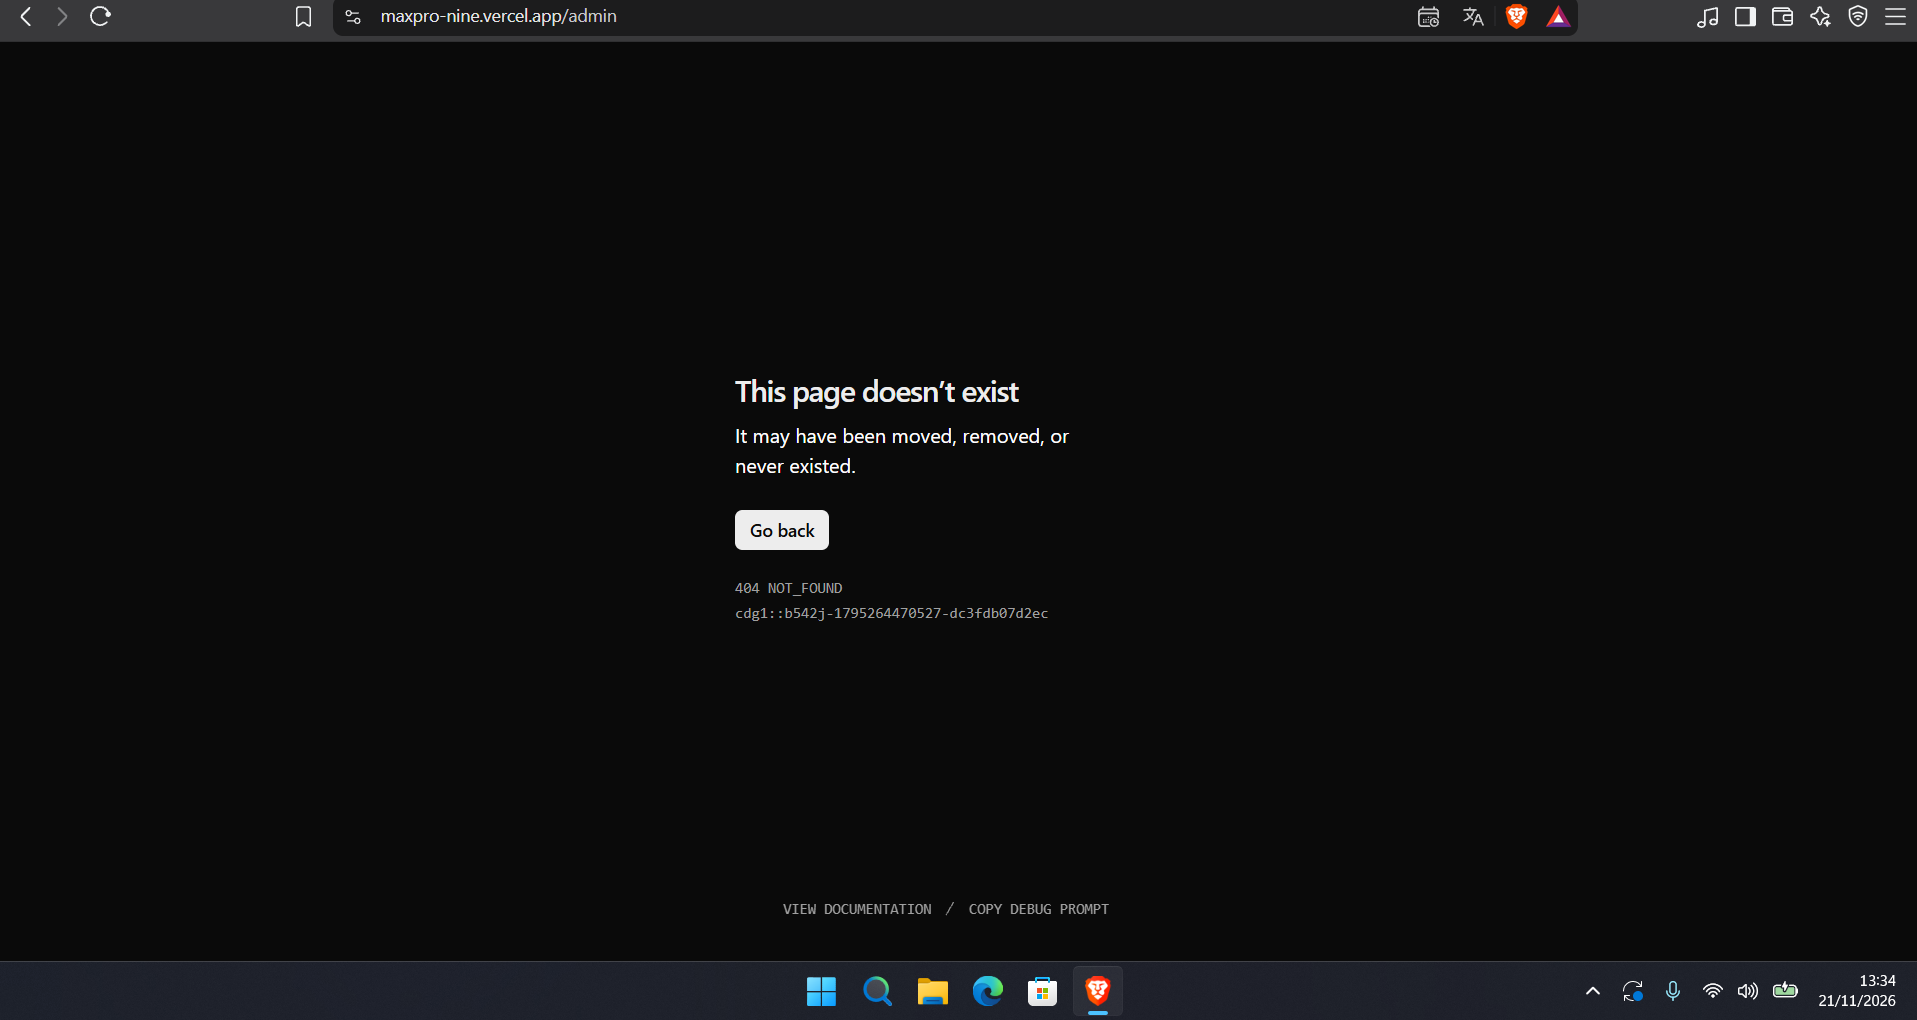 maxpro-nine.vercel.app/admin
This page doesn't exist
It may have been moved, removed, or
never existed.
Go back
404 NOT_FOUND
cdg1::b542j-1795264470527-dc3fdb07d2ec
VIEW DOCUMENTATION / COPY DEBUG PROMPT
13:34
21/11/2026